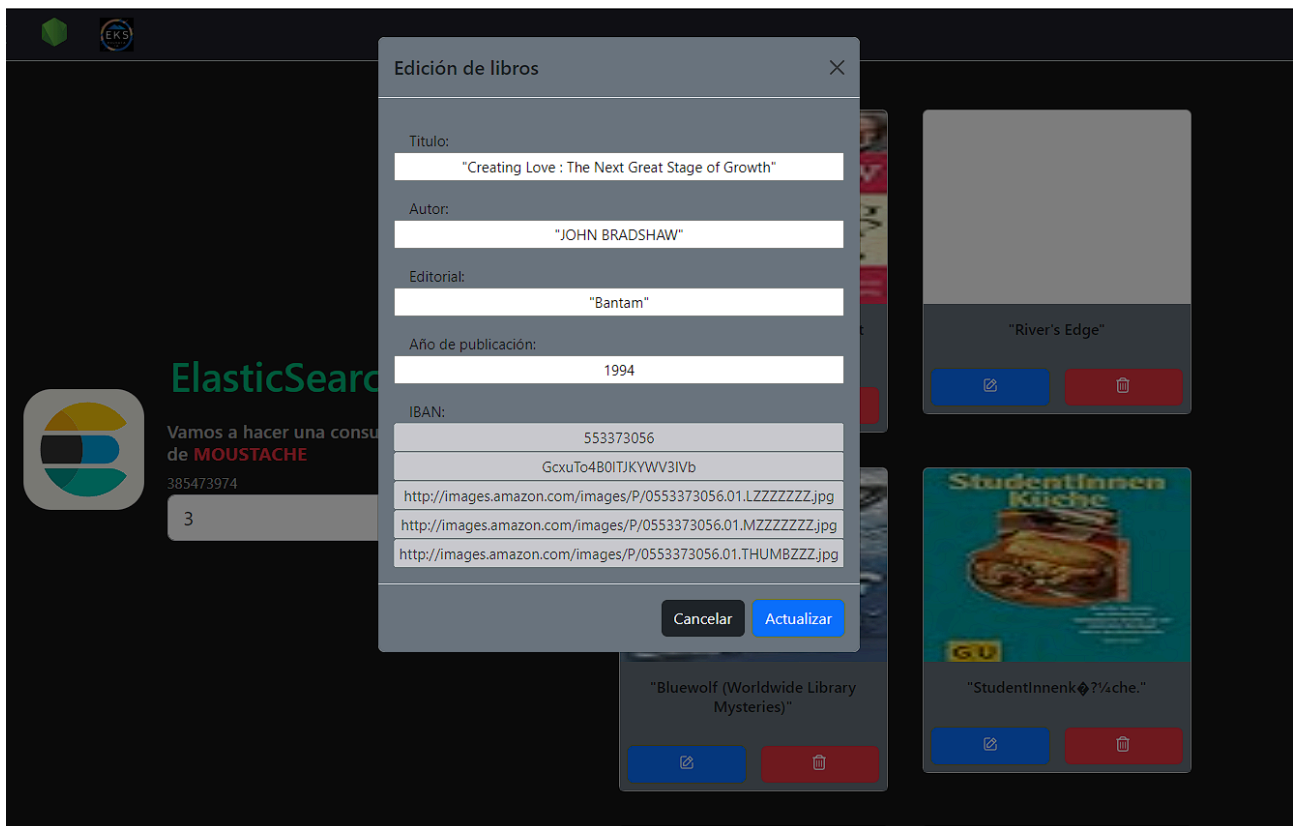 EKS
Edición de libros
Titulo:
"Creating Love : The Next Great Stage of Growth"
Autor:
"JOHN BRADSHAW"
Editorial:
"Bantam"
Año de publicación:
1994
IBAN:
553373056
GcxuTo4B0ITJKYWV3IVb
http://images.amazon.com/images/P/0553373056.01.LZZZZZZZ.jpg
http://images.amazon.com/images/P/0553373056.01.MZZZZZZZ.jpg
http://images.amazon.com/images/P/0553373056.01.THUMBZZZ.jpg
Cancelar
Actualizar
ElasticSearc
Vamos a hacer una consu
de MOUSTACHE
385473974
3
"River's Edge"
"Bluewolf (Worldwide Library
Mysteries)"
StudentInnen
Küche
GU
"StudentInnenk�?¼che."